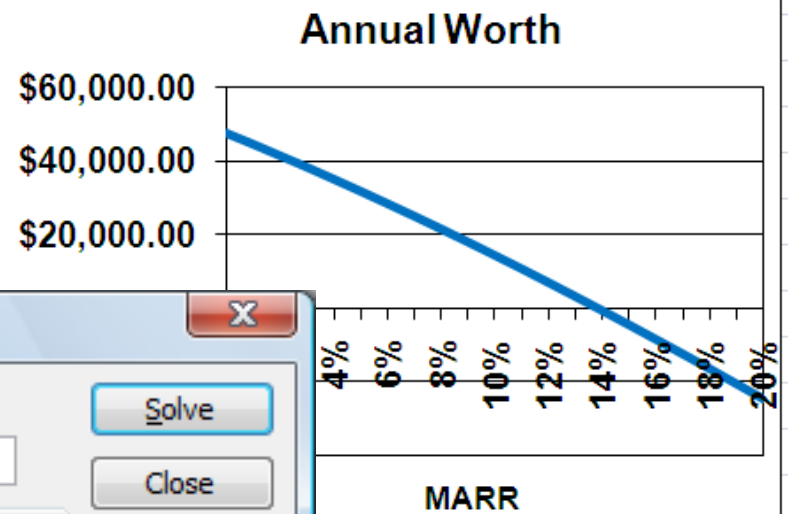 Annual Worth
$60,000.00
$40,000.00
$20,000.00
4% 6% 8% 10% 12% 14% 16% 18% 20%
Solve
Close
MARR